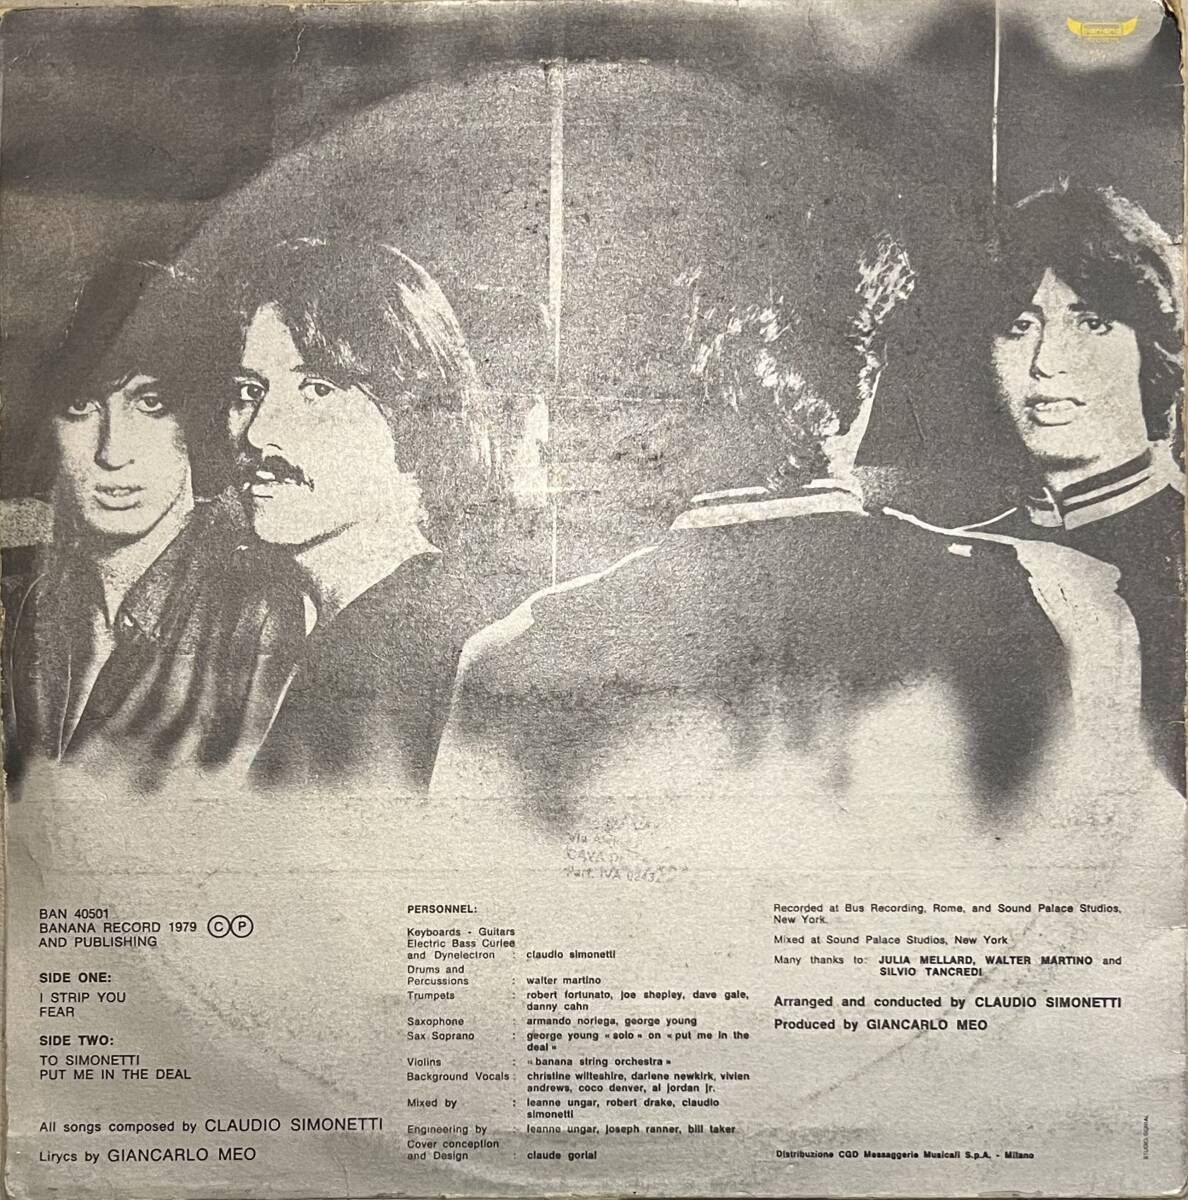 BAN 40501
BANANA RECORD 1979 Ⓒ Ⓟ
AND PUBLISHING
SIDE ONE:
I STRIP YOU
FEAR
SIDE TWO:
TO SIMONETTI
PUT ME IN THE DEAL
All songs composed by CLAUDIO SIMONETTI
Lirycs by GIANCARLO MEO
PERSONNEL:
Keyboards - Guitars
Electric Bass Curlee
and Dynelectron : claudio simonetti
Drums and
Percussions : walter martino
Trumpets : robert fortunato, joe shepley, dave gale,
danny cahn
Saxophone : armando noriega, george young
Sax Soprano : george young « solo » on « put me in the
deal »
Violins : « banana string orchestra »
Background Vocals : christine wilteshire, darlene newkirk, vivien
andrews, coco denver, al jordan jr.
Mixed by : leanne ungar, robert drake, claudio
simonetti
Engineering by : leanne ungar, joseph ranner, bill taker
Cover conception
and Design : claude gorial
Recorded at Bus Recording, Rome, and Sound Palace Studios,
New York.
Mixed at Sound Palace Studios, New York
Many thanks to: JULIA MELLARD, WALTER MARTINO and
SILVIO TANCREDI
Arranged and conducted by CLAUDIO SIMONETTI
Produced by GIANCARLO MEO
Distribuzione CGD Messaggerie Musicali S.p.A. - Milano